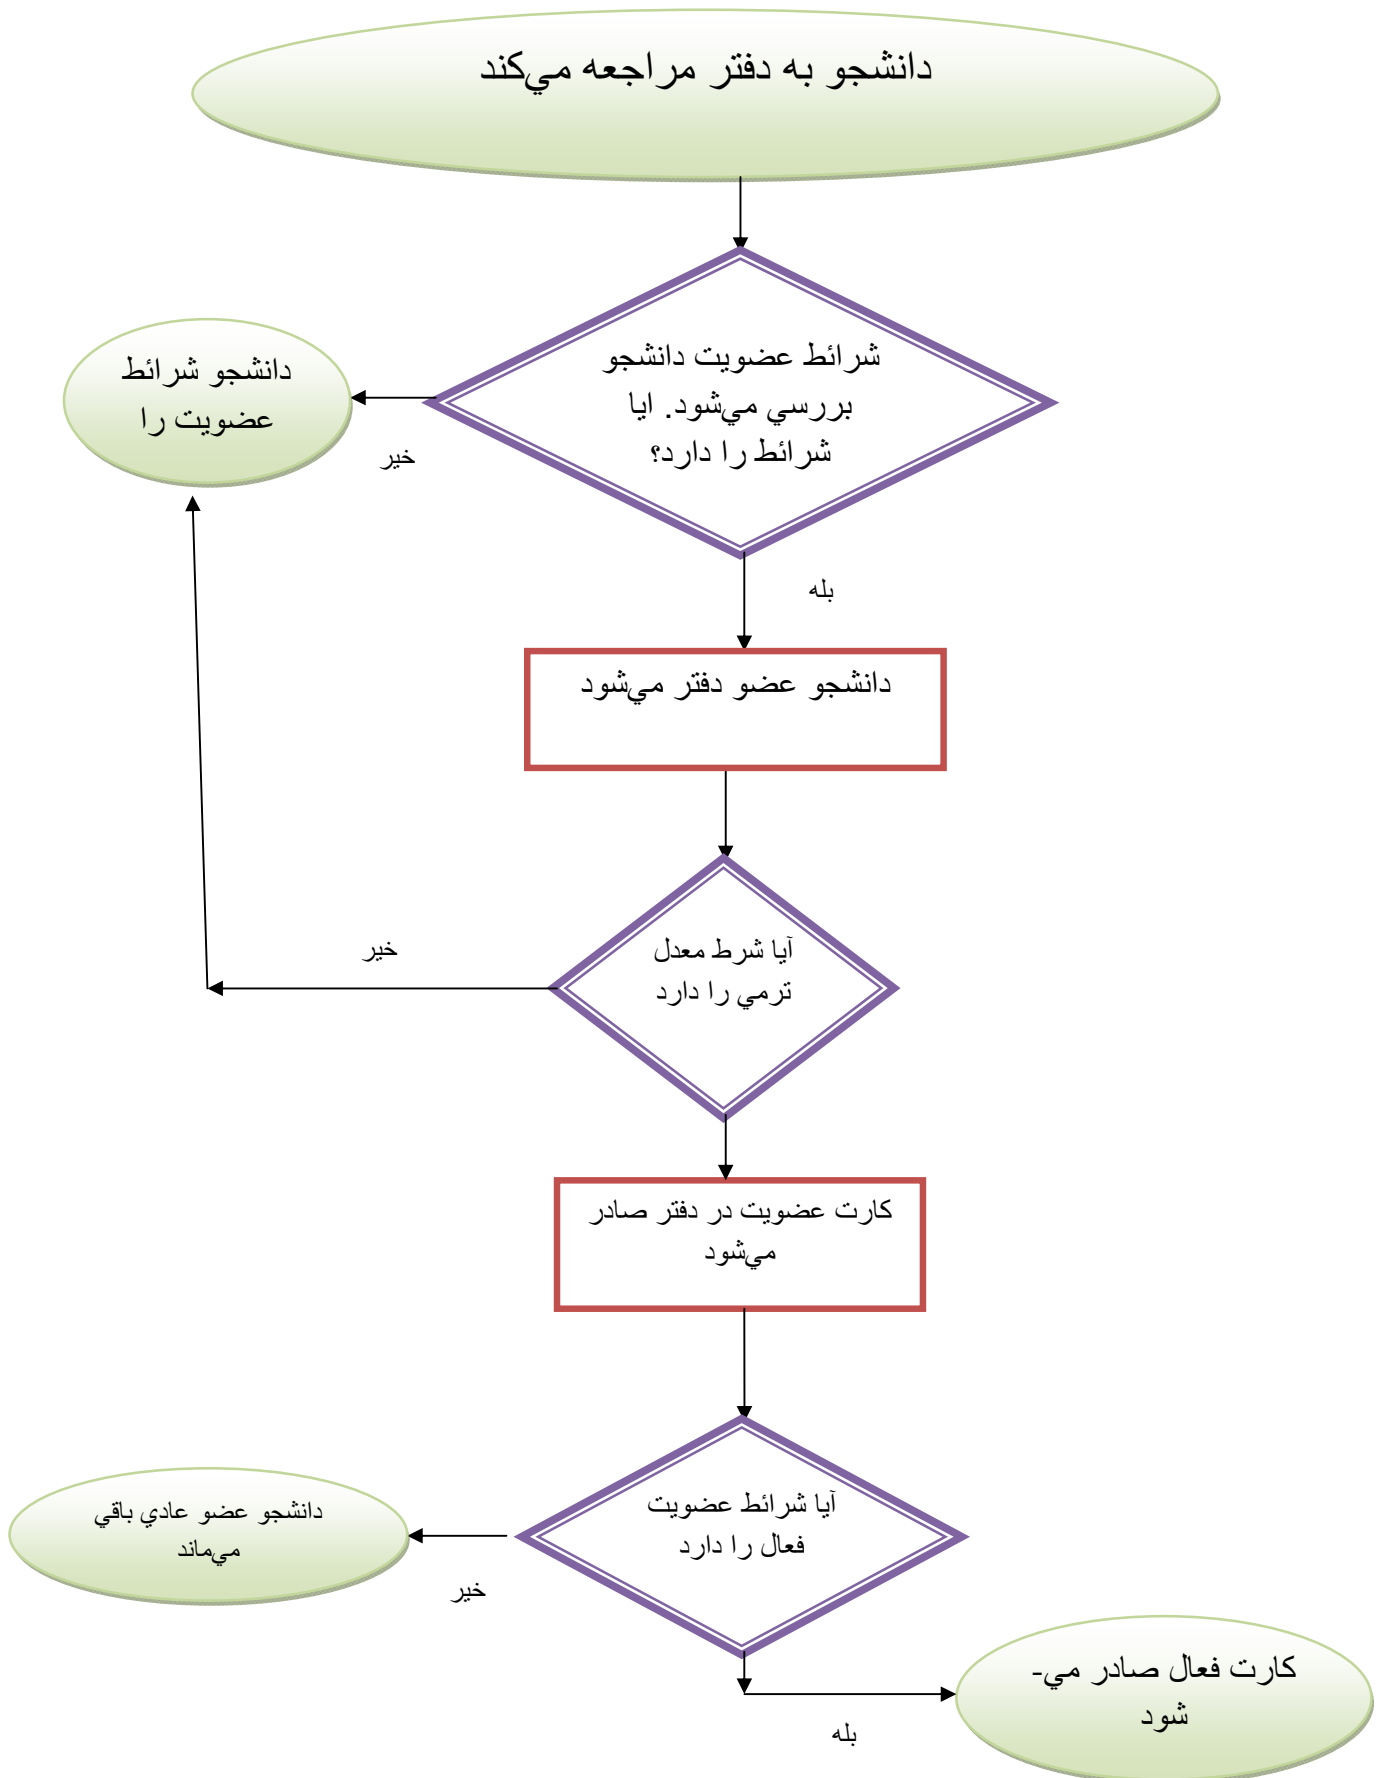 دانشجو به دفتر مراجعه مي‌کند
شرائط عضويت دانشجو
بررسي مي‌شود. ايا
شرائط را دارد؟
دانشجو شرائط
عضويت را
خير
بله
دانشجو عضو دفتر مي‌شود
آيا شرط معدل
ترمي را دارد
خير
کارت عضويت در دفتر صادر
مي‌شود
آيا شرائط عضويت
فعال را دارد
دانشجو عضو عادي باقي
مي‌ماند
خير
کارت فعال صادر مي-
شود
بله